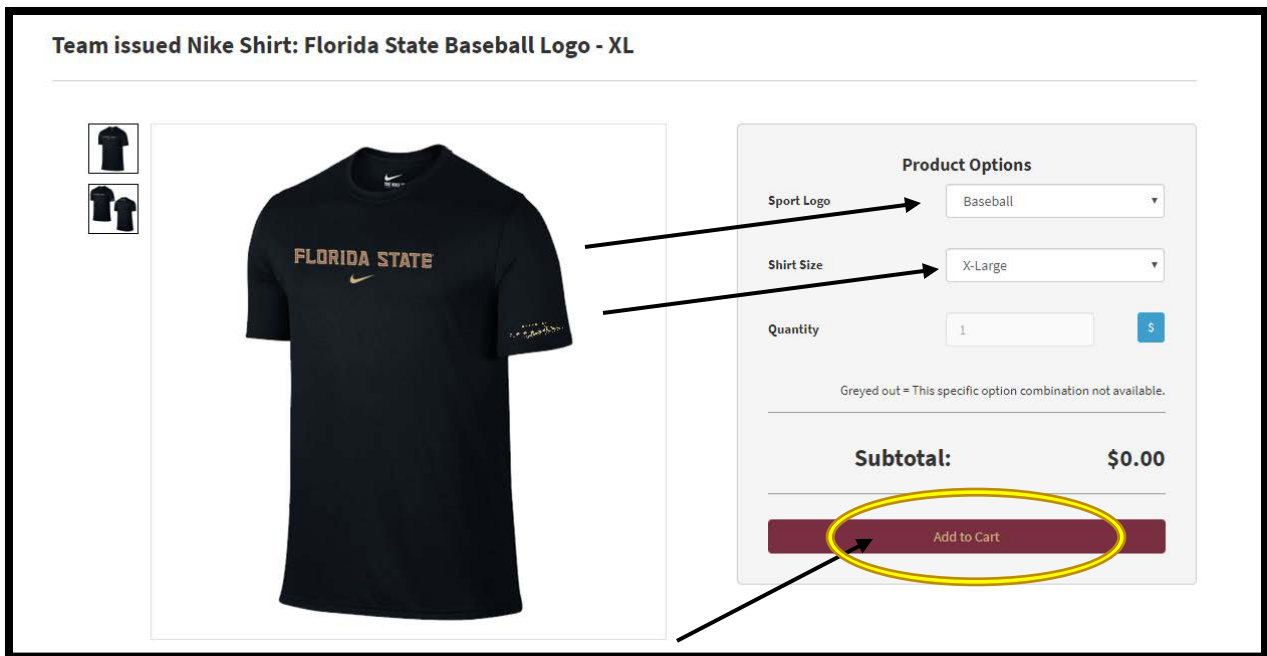 Team issued Nike Shirt: Florida State Baseball Logo - XL
FLORIDA STATE
Product Options
Sport Logo
Baseball
Shirt Size
X-Large
Quantity
1
$
Greyed out = This specific option combination not available.
Subtotal:
$0.00
Add to Cart